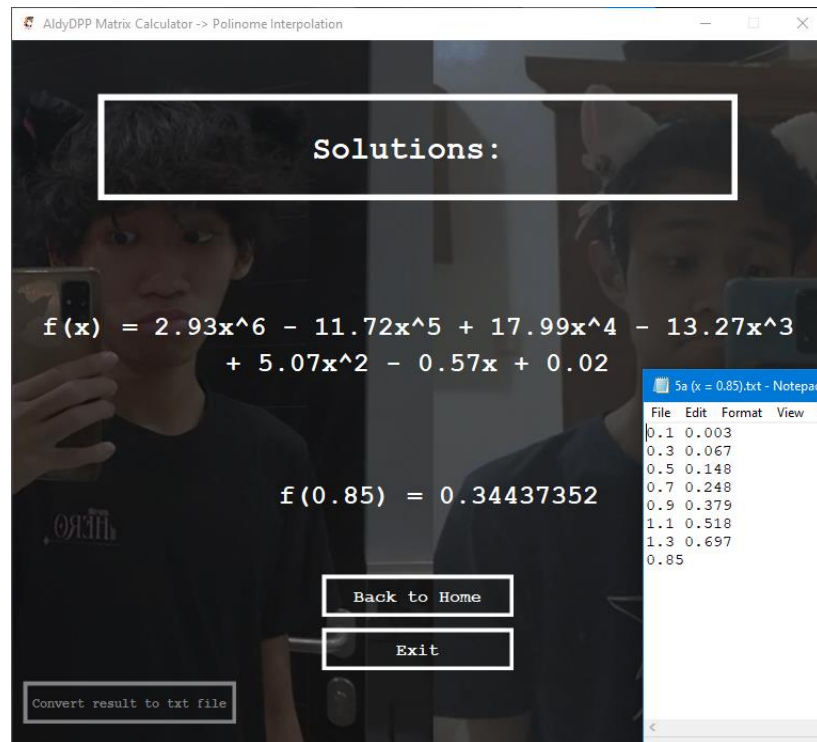 AldyDPP Matrix Calculator -> Polinome Interpolation
Solutions:
f(x) = 2.93x^6 - 11.72x^5 + 17.99x^4 - 13.27x^3
+ 5.07x^2 - 0.57x + 0.02
f(0.85) = 0.34437352
Back to Home
Exit
Convert result to txt file
5a (x = 0.85).txt - Notepad
File Edit Format View
0.1 0.003
0.3 0.067
0.5 0.148
0.7 0.248
0.9 0.379
1.1 0.518
1.3 0.697
0.85
HERO